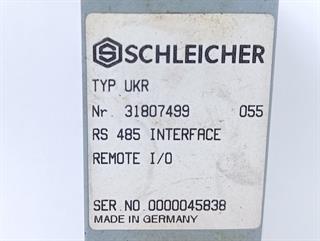 SCHLEICHER
TYP UKR
Nr. 31807499 055
RS 485 INTERFACE
REMOTE I/O
SER.NO.0000045838
MADE IN GERMANY